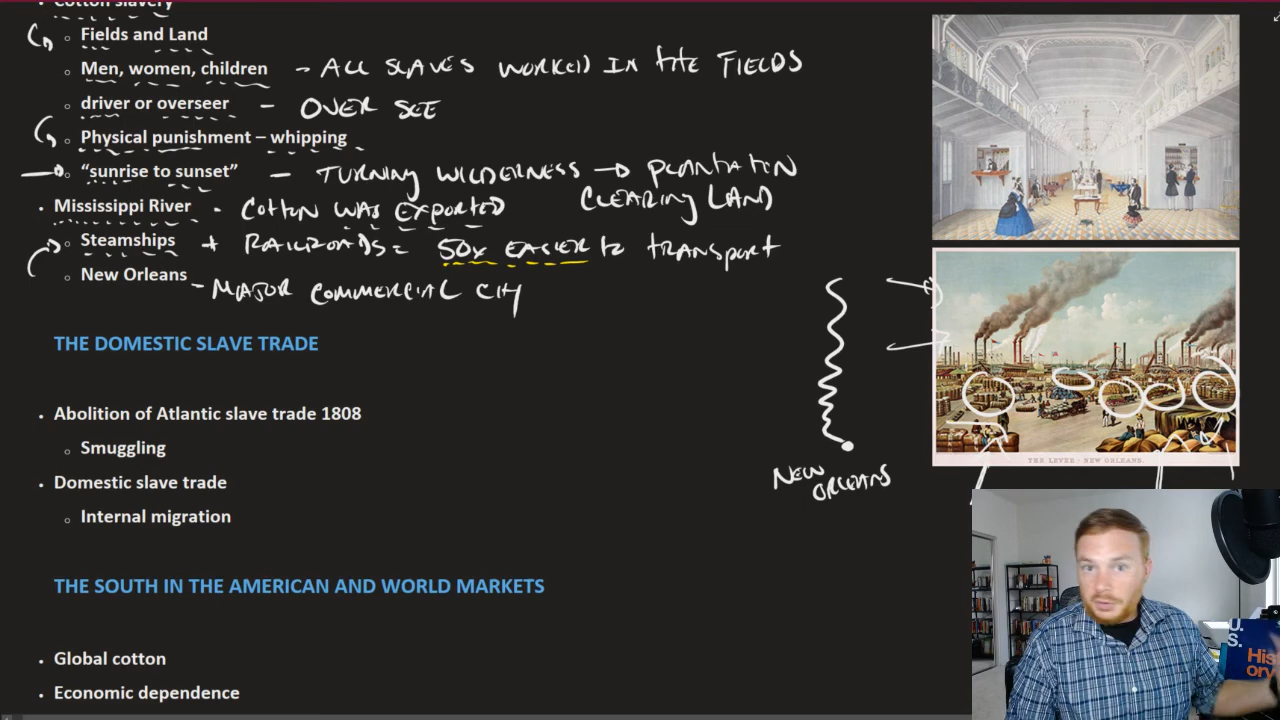 Cotton slavery
Fields and Land
Men, women, children - ALL SLAVES WORKED IN THE FIELDS
driver or overseer - OVER SEE
Physical punishment – whipping
“sunrise to sunset” - TURNING WILDERNESS → PLANTATION
CLEARING LAND
Mississippi River - COTTON WAS EXPORTED
Steamships + RAILROADS = 50x EASIER to TRANSPORT
New Orleans - MAJOR COMMERCIAL CITY
THE DOMESTIC SLAVE TRADE
Abolition of Atlantic slave trade 1808
Smuggling
Domestic slave trade
Internal migration
THE SOUTH IN THE AMERICAN AND WORLD MARKETS
Global cotton
Economic dependence
NEW
ORLEANS
THE LEVEE - NEW ORLEANS.
U.
S.
His
ory